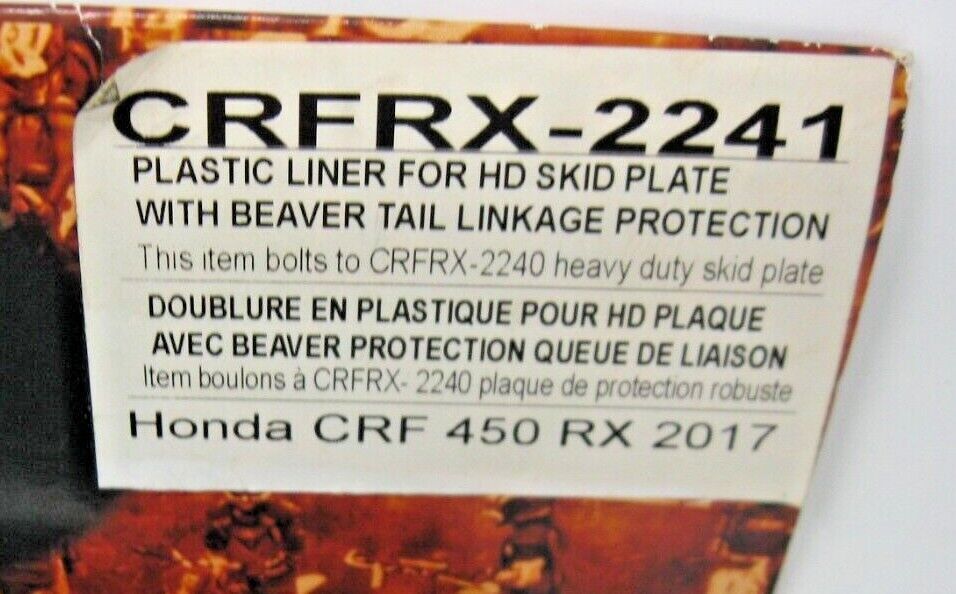 CRFRX-2241
PLASTIC LINER FOR HD SKID PLATE
WITH BEAVER TAIL LINKAGE PROTECTION
This item bolts to CRFRX-2240 heavy duty skid plate
DOUBLURE EN PLASTIQUE POUR HD PLAQUE
AVEC BEAVER PROTECTION QUEUE DE LIAISON
Item boulons à CRFRX- 2240 plaque de protection robuste
Honda CRF 450 RX 2017